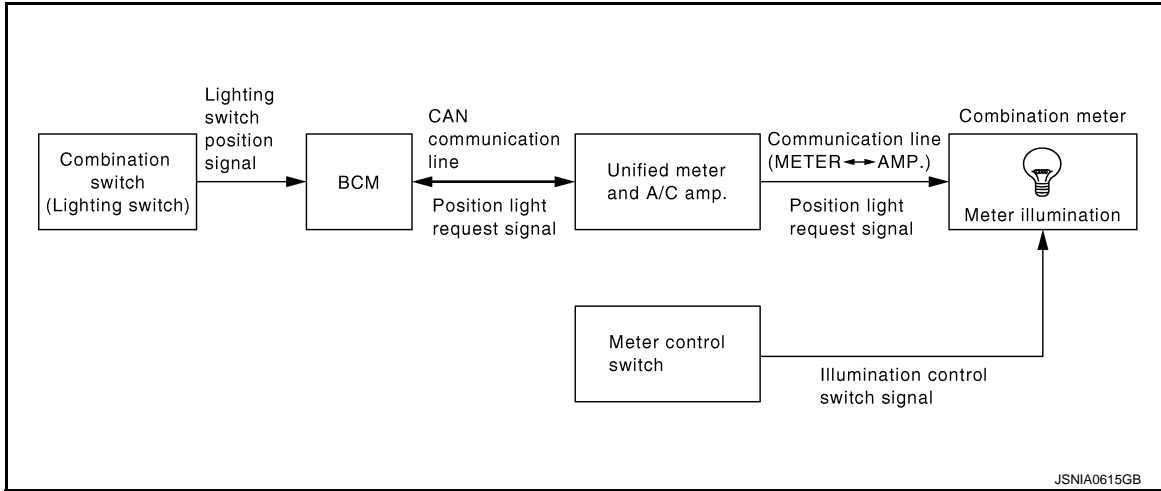 Lighting
switch
position
signal
Combination
switch
(Lighting switch)
BCM
CAN
communication
line
Position light
request signal
Unified meter
and A/C amp.
Communication line
(METER↔AMP.)
Position light
request signal
Combination meter
Meter illumination
Meter control
switch
Illumination control
switch signal
JSNIA0615GB